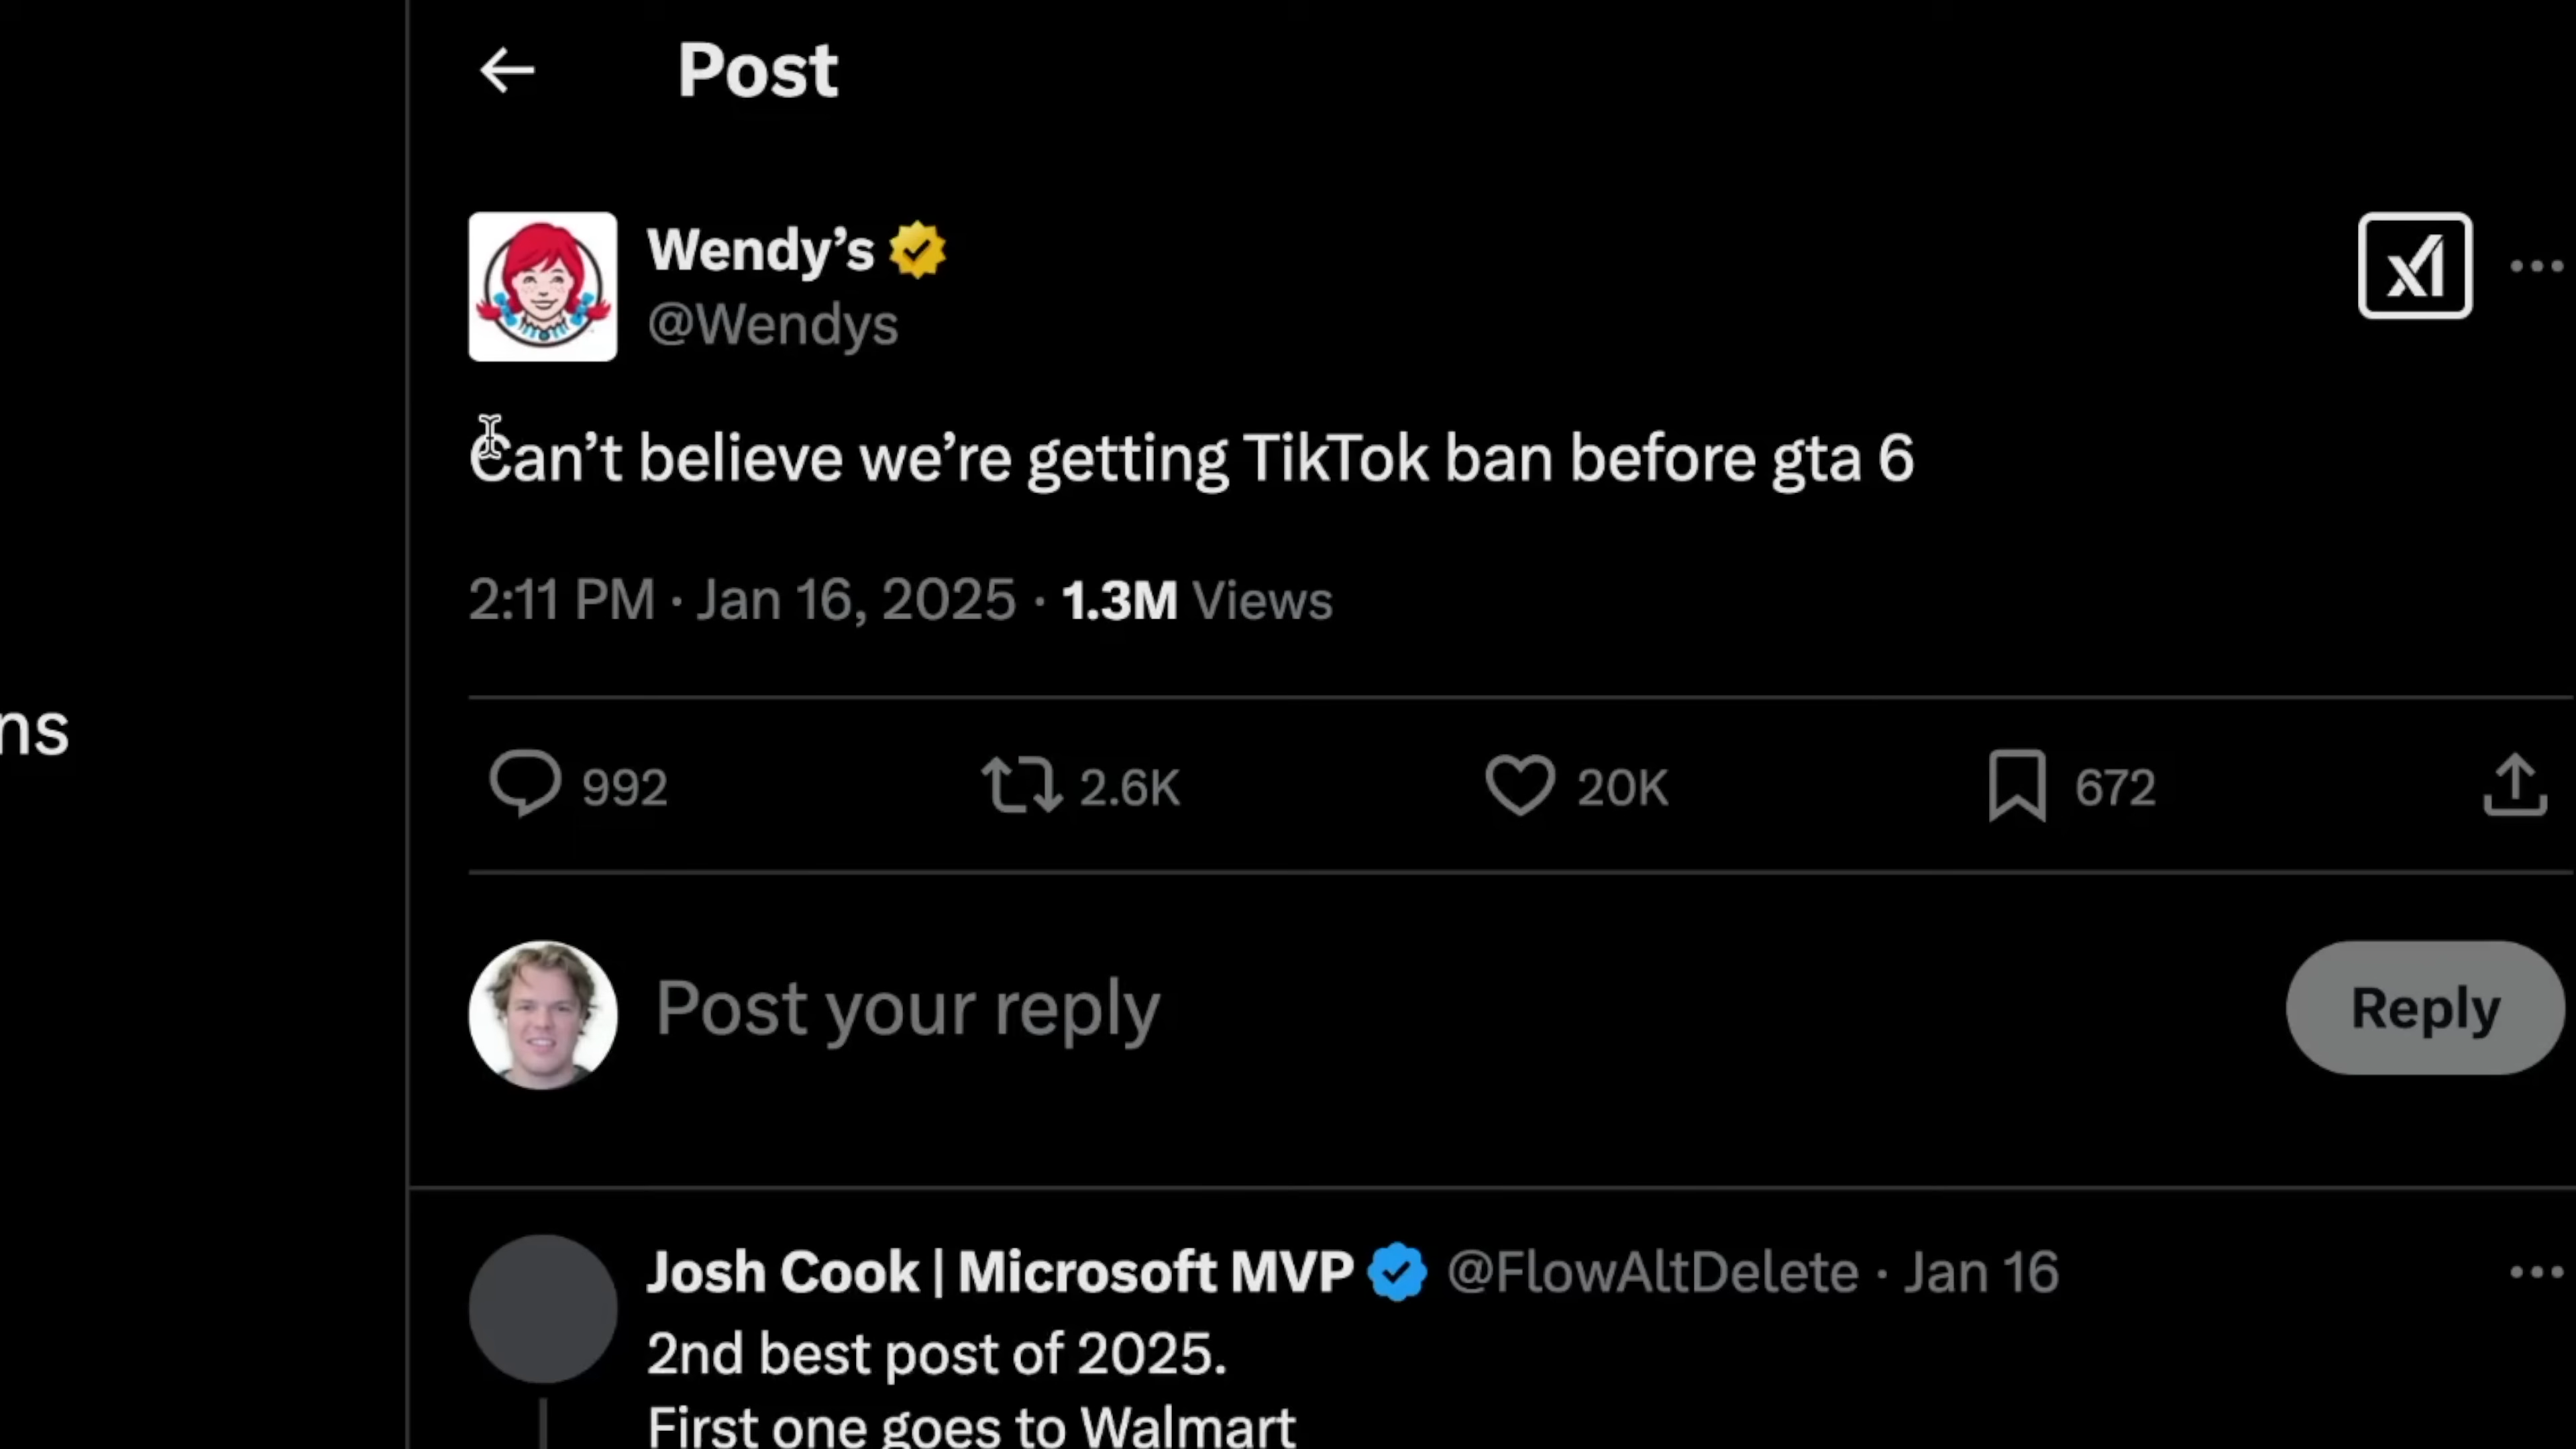 Post
Wendy’s
@Wendys
Can’t believe we’re getting TikTok ban before gta 6
2:11 PM · Jan 16, 2025 · 1.3M Views
ns
992 2.6K 20K 672
Post your reply
Reply
Josh Cook | Microsoft MVP @FlowAltDelete · Jan 16
2nd best post of 2025.
First one goes to Walmart